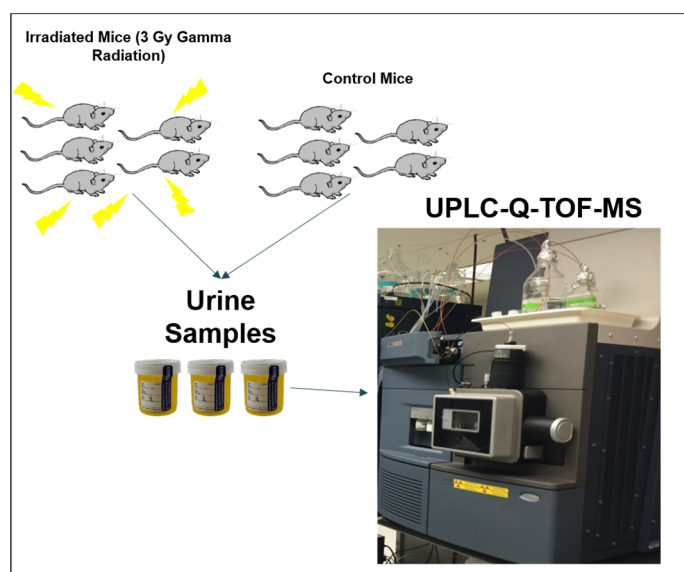 Irradiated Mice (3 Gy Gamma
Radiation)
Control Mice
UPLC-Q-TOF-MS
Urine
Samples